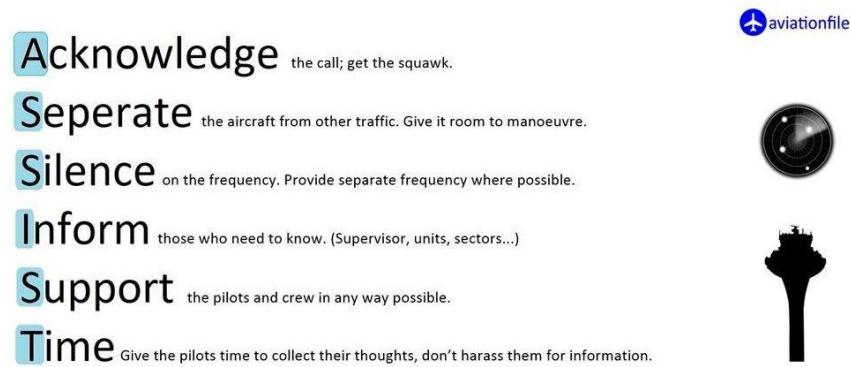 aviationfile
Acknowledge the call; get the squawk.
Seperate the aircraft from other traffic. Give it room to manoeuvre.
Silence on the frequency. Provide separate frequency where possible.
Inform those who need to know. (Supervisor, units, sectors...)
Support the pilots and crew in any way possible.
Time Give the pilots time to collect their thoughts, don't harass them for information.